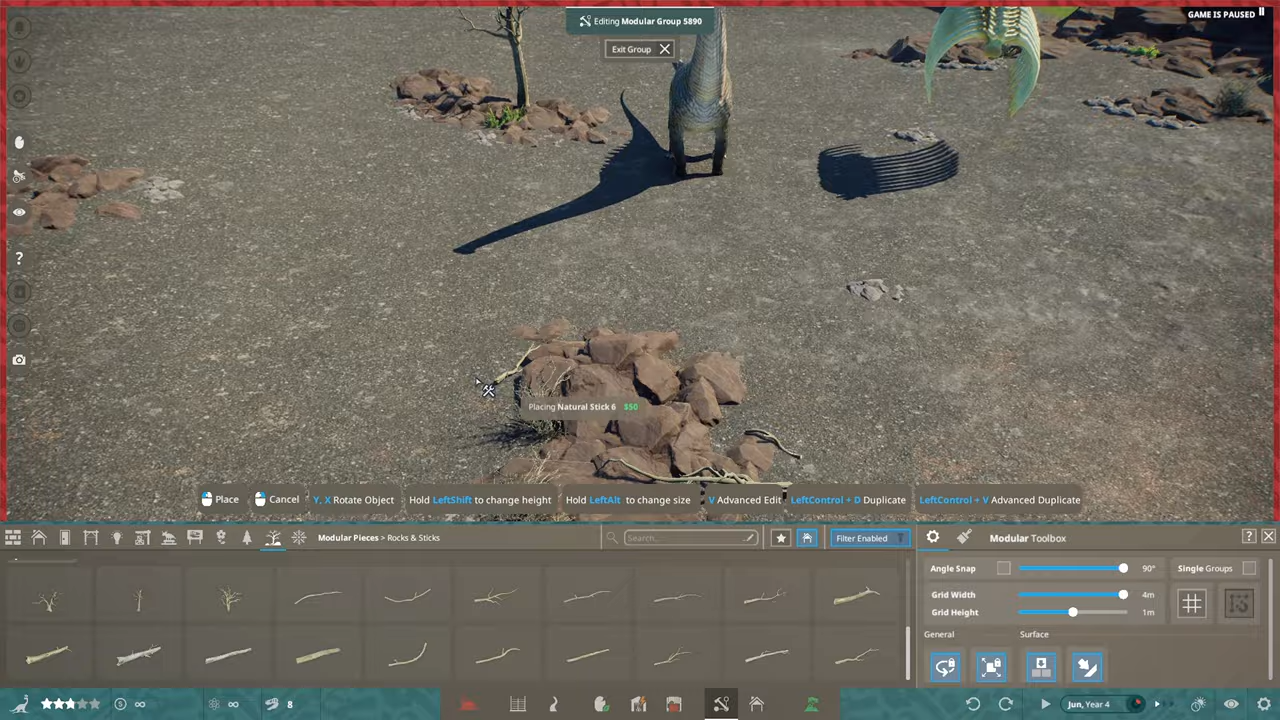 Editing Modular Group 5890
GAME IS PAUSED
Exit Group
?
Placing Natural Stick 6 $50
Place
Cancel
Y, X Rotate Object
Hold LeftShift to change height
Hold LeftAlt to change size
V Advanced Edit
LeftControl + D Duplicate
LeftControl + V Advanced Duplicate
Modular Pieces > Rocks & Sticks
Search...
Filter Enabled
Modular Toolbox
?
Angle Snap
90°
Single Groups
Grid Width
4m
Grid Height
1m
General
Surface
8
Jun, Year 4